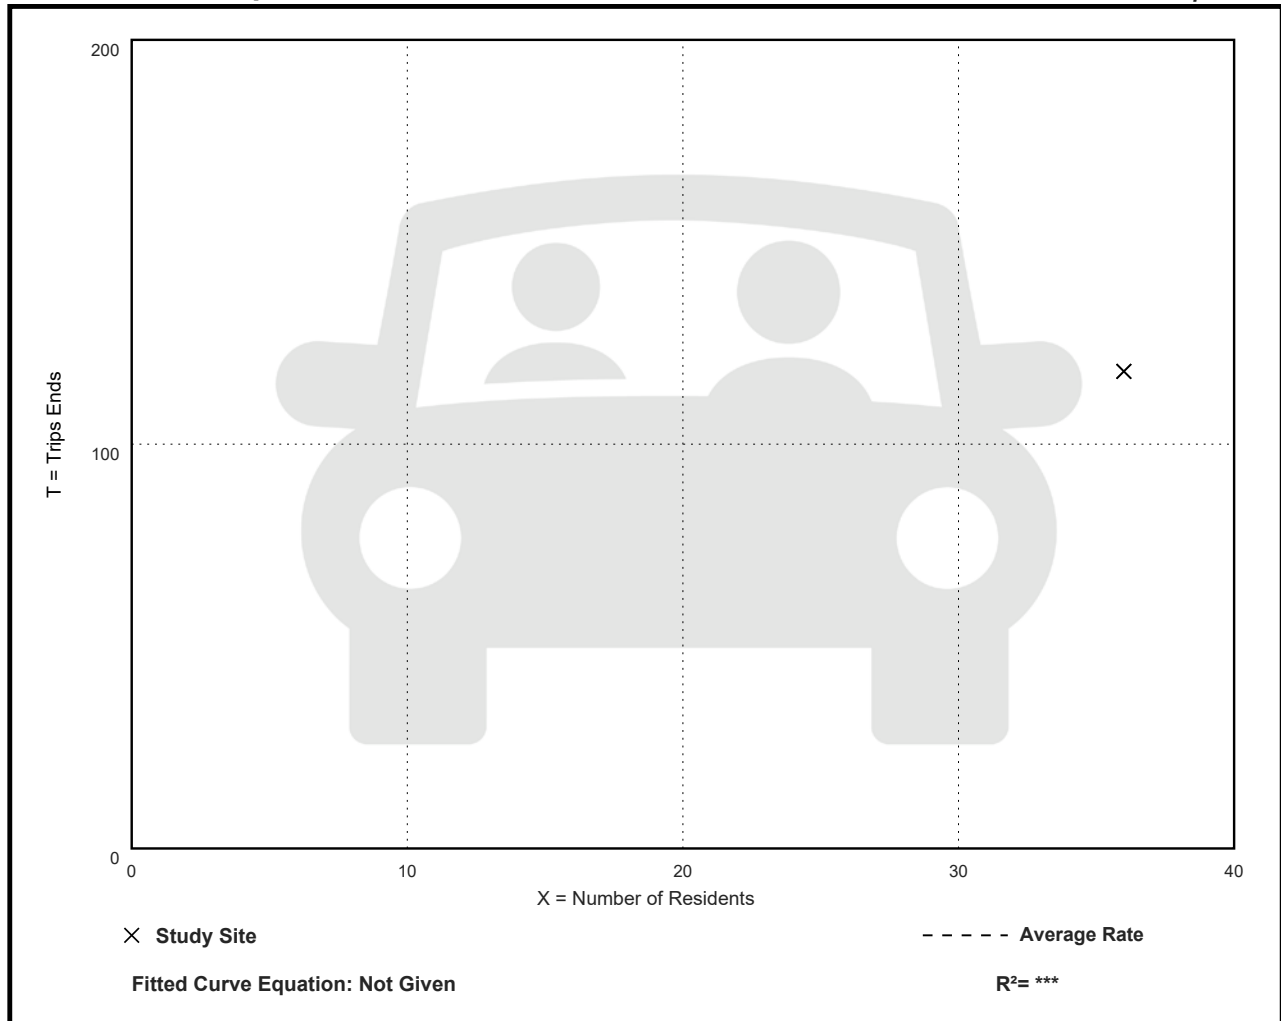 200
100
0
T = Trips Ends
0 10 20 30 40
X = Number of Residents
Study Site
Average Rate
Fitted Curve Equation: Not Given
R²= ***